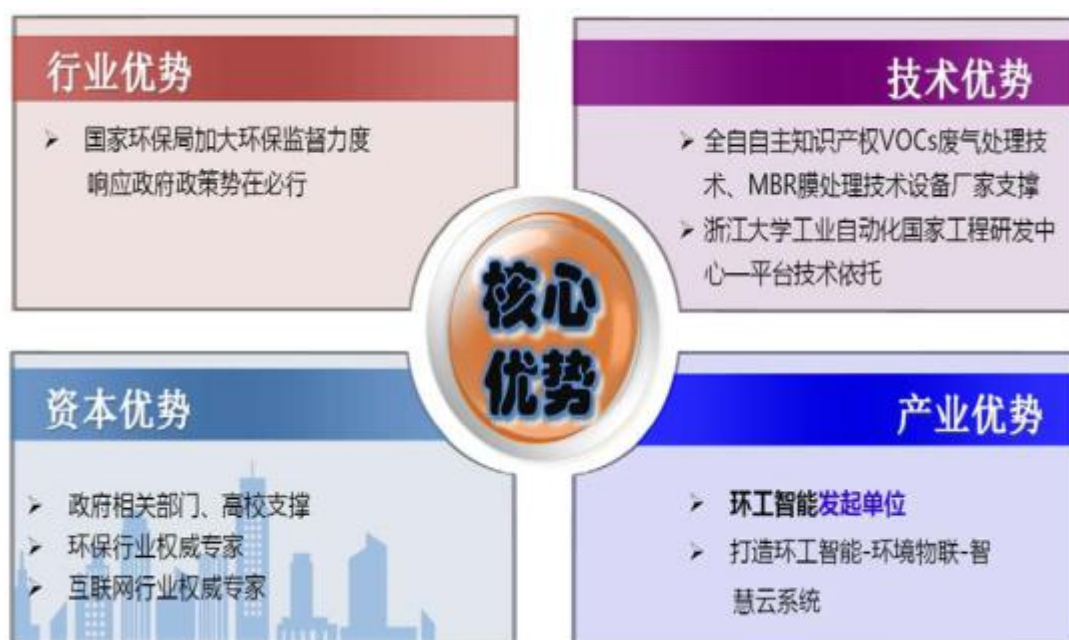 行业优势
➢ 国家环保局加大环保监督力度
响应政府政策势在必行
技术优势
➢ 全自自主知识产权VOCs废气处理技
术、MBR膜处理技术设备厂家支撑
➢ 浙江大学工业自动化国家工程研发中
心—平台技术依托
核心
优势
资本优势
➢ 政府相关部门、高校支撑
➢ 环保行业权威专家
➢ 互联网行业权威专家
产业优势
➢ 环工智能发起单位
➢ 打造环工智能-环境物联-智
慧云系统